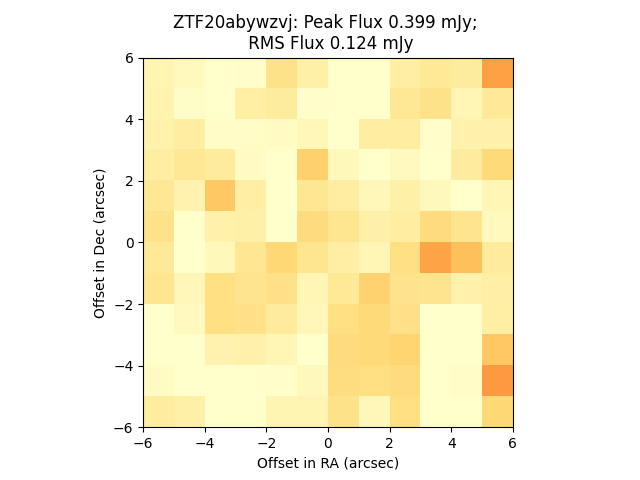 ZTF20abywzvj: Peak Flux 0.399 mJy;
RMS Flux 0.124 mJy
6
4
2
0
−2
−4
−6
Offset in Dec (arcsec)
−6 −4 −2 0 2 4 6
Offset in RA (arcsec)